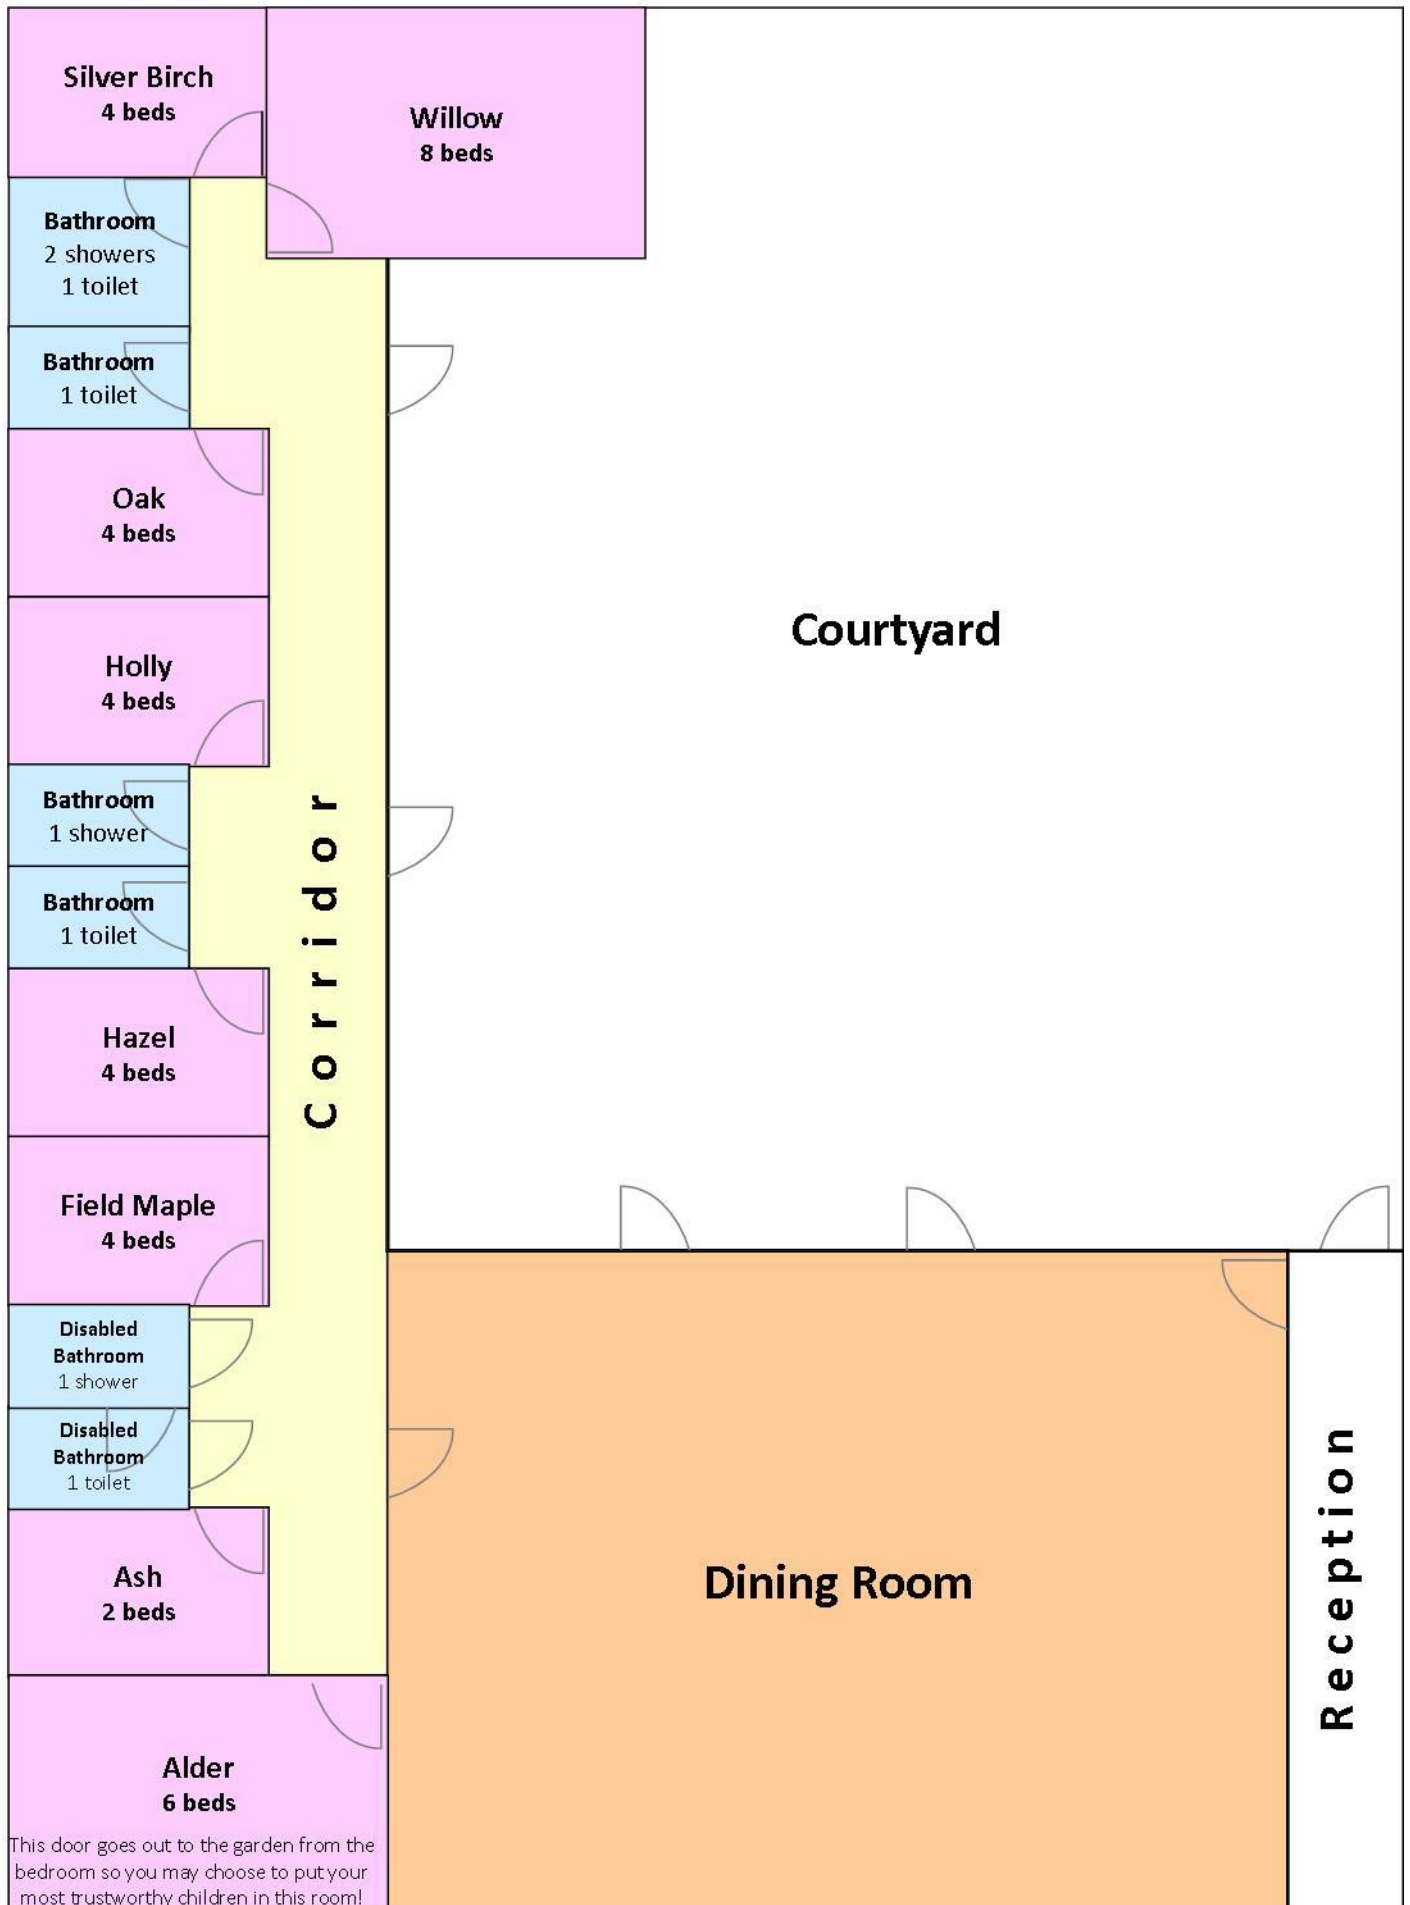 Silver Birch
4 beds
Willow
8 beds
Bathroom
2 showers
1 toilet
Bathroom
1 toilet
Oak
4 beds
Holly
4 beds
Courtyard
Bathroom
1 shower
Bathroom
1 toilet
Corridor
Hazel
4 beds
Field Maple
4 beds
Disabled
Bathroom
1 shower
Disabled
Bathroom
1 toilet
Ash
2 beds
Dining Room
Reception
Alder
6 beds
This door goes out to the garden from the
bedroom so you may choose to put your
most trustworthy children in this room!